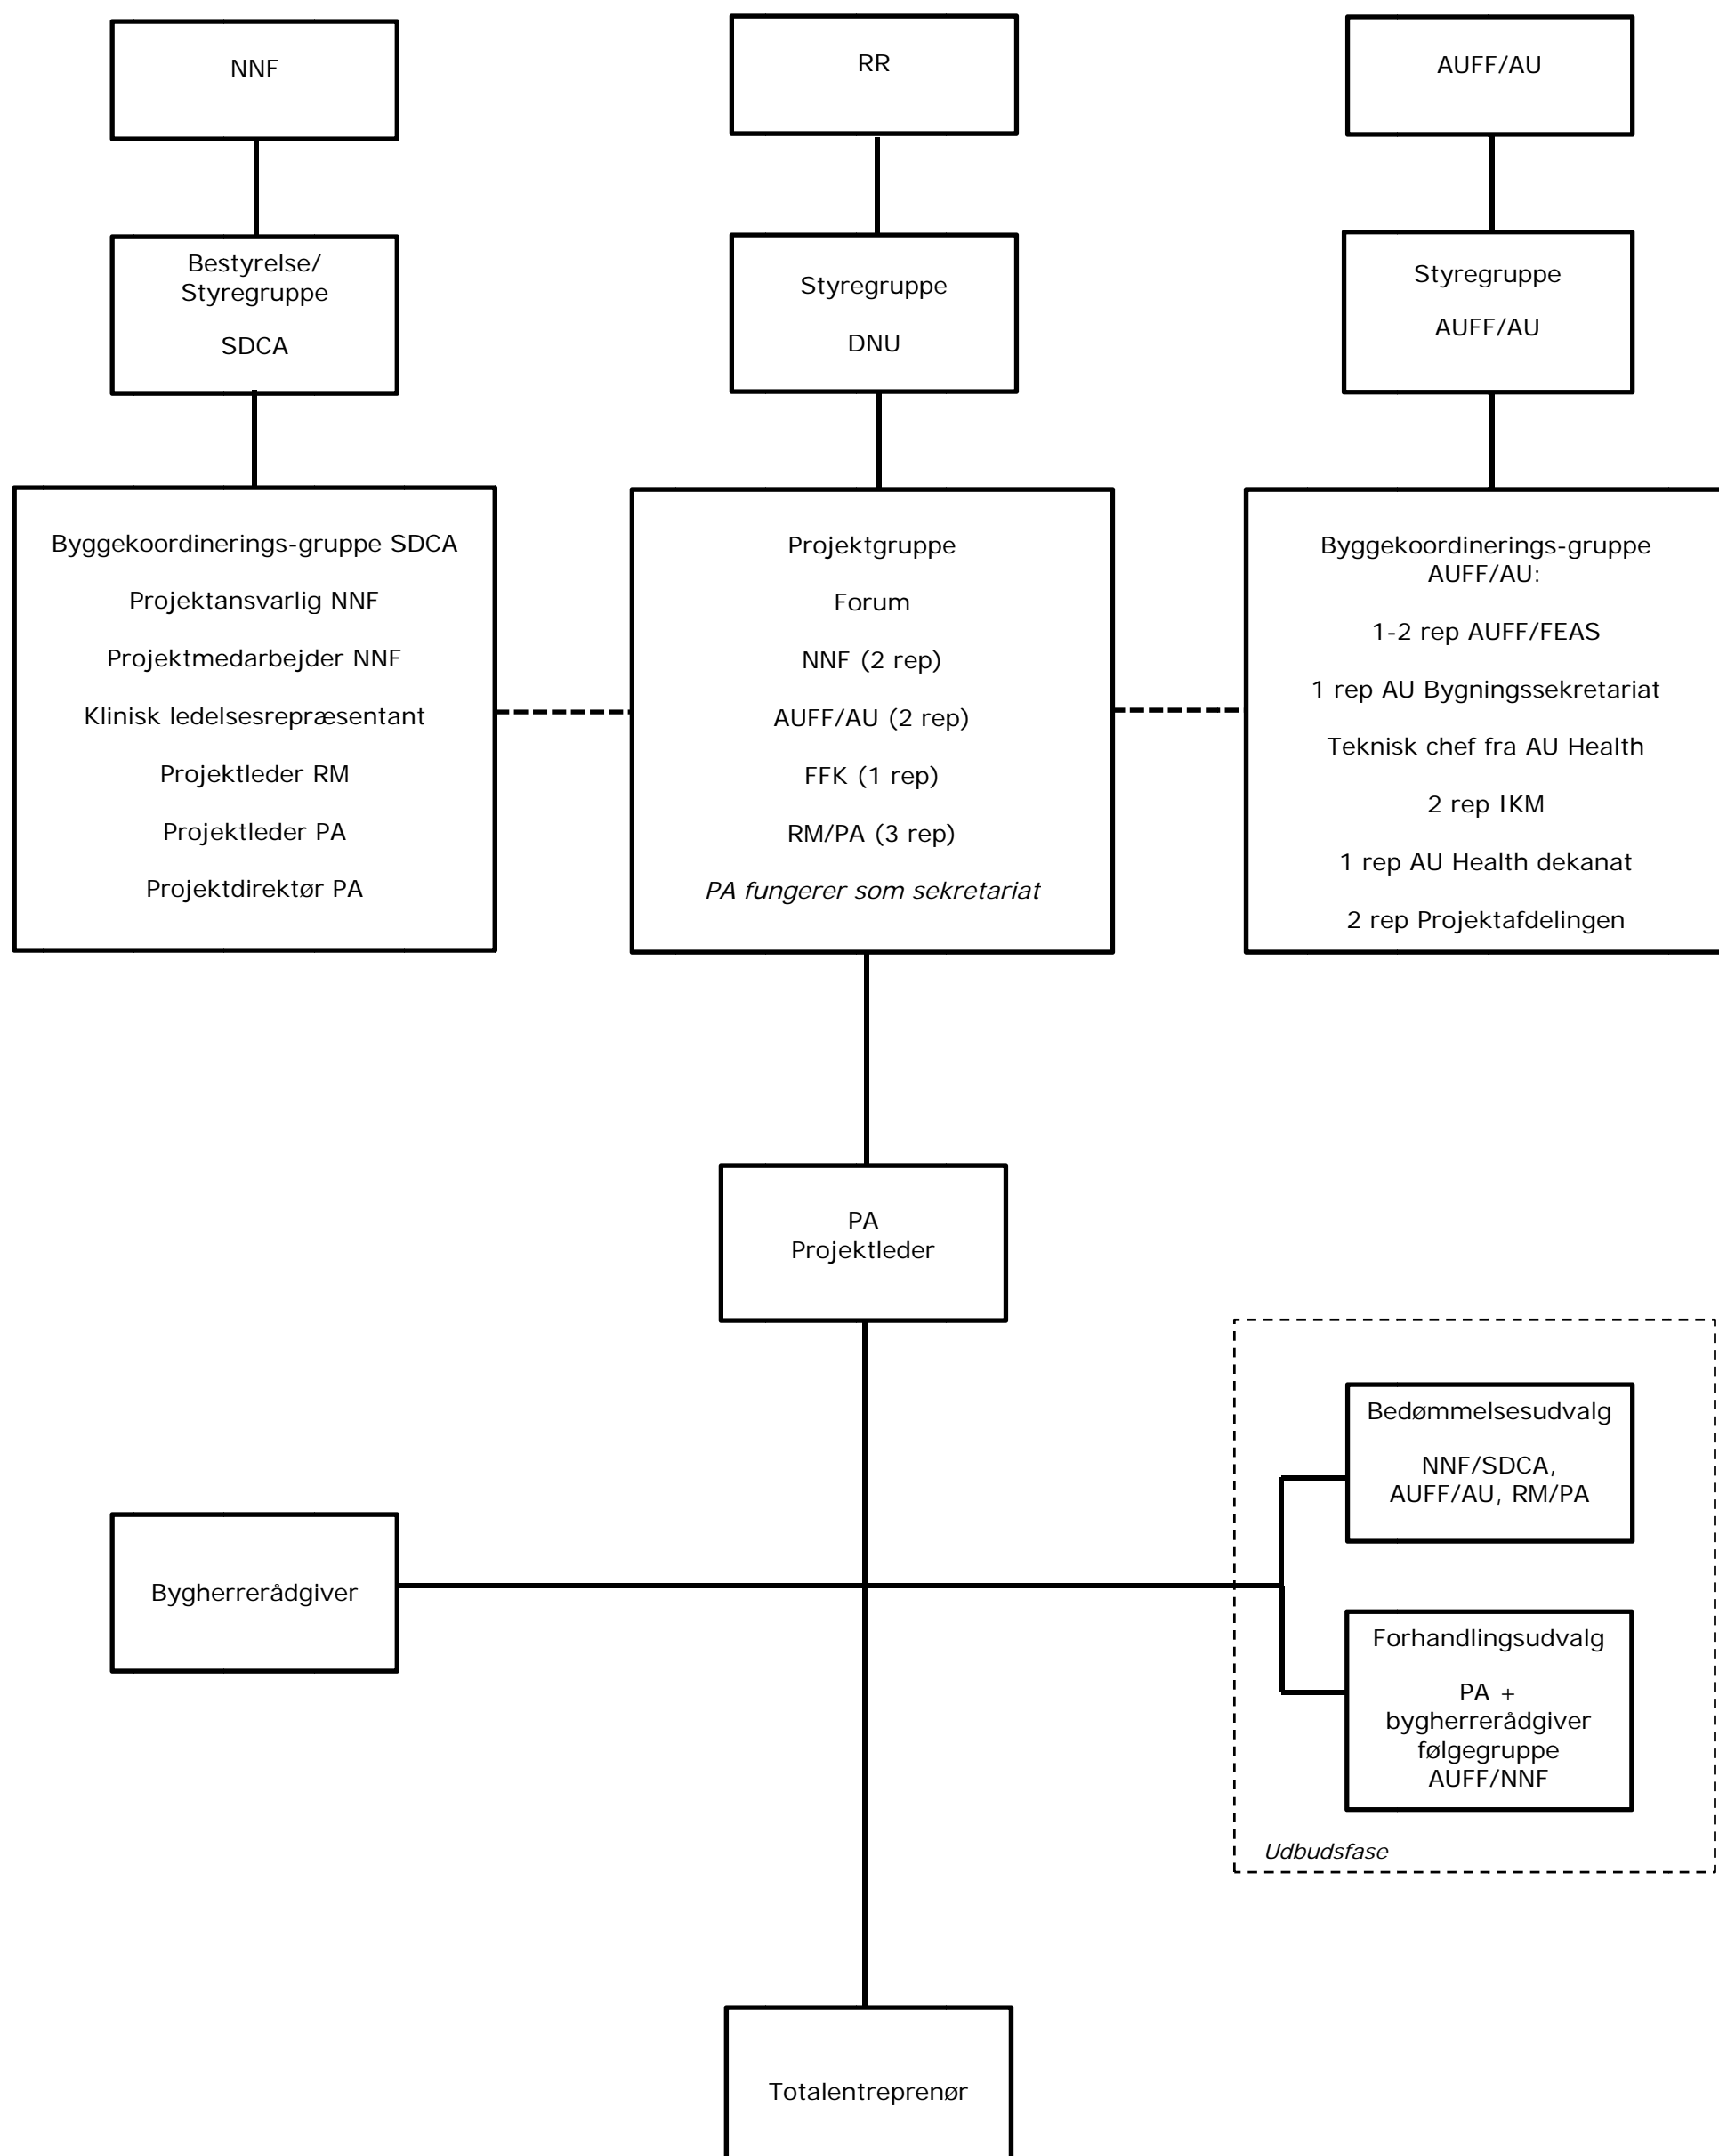 NNF
RR
AUFF/AU
Bestyrelse/
Styregruppe
SDCA
Styregruppe
DNU
Styregruppe
AUFF/AU
Byggekoordinerings-gruppe SDCA
Projektansvarlig NNF
Projektmedarbejder NNF
Klinisk ledelsesrepræsentant
Projektleder RM
Projektleder PA
Projektdirektør PA
Projektgruppe
Forum
NNF (2 rep)
AUFF/AU (2 rep)
FFK (1 rep)
RM/PA (3 rep)
PA fungerer som sekretariat
Byggekoordinerings-gruppe
AUFF/AU:
1-2 rep AUFF/FEAS
1 rep AU Bygningssekretariat
Teknisk chef fra AU Health
2 rep IKM
1 rep AU Health dekanat
2 rep Projektafdelingen
PA
Projektleder
Bygherrerådgiver
Bedømmelsesudvalg
NNF/SDCA,
AUFF/AU, RM/PA
Forhandlingsudvalg
PA +
bygherrerådgiver
følgegruppe
AUFF/NNF
Udbudsfase
Totalentreprenør